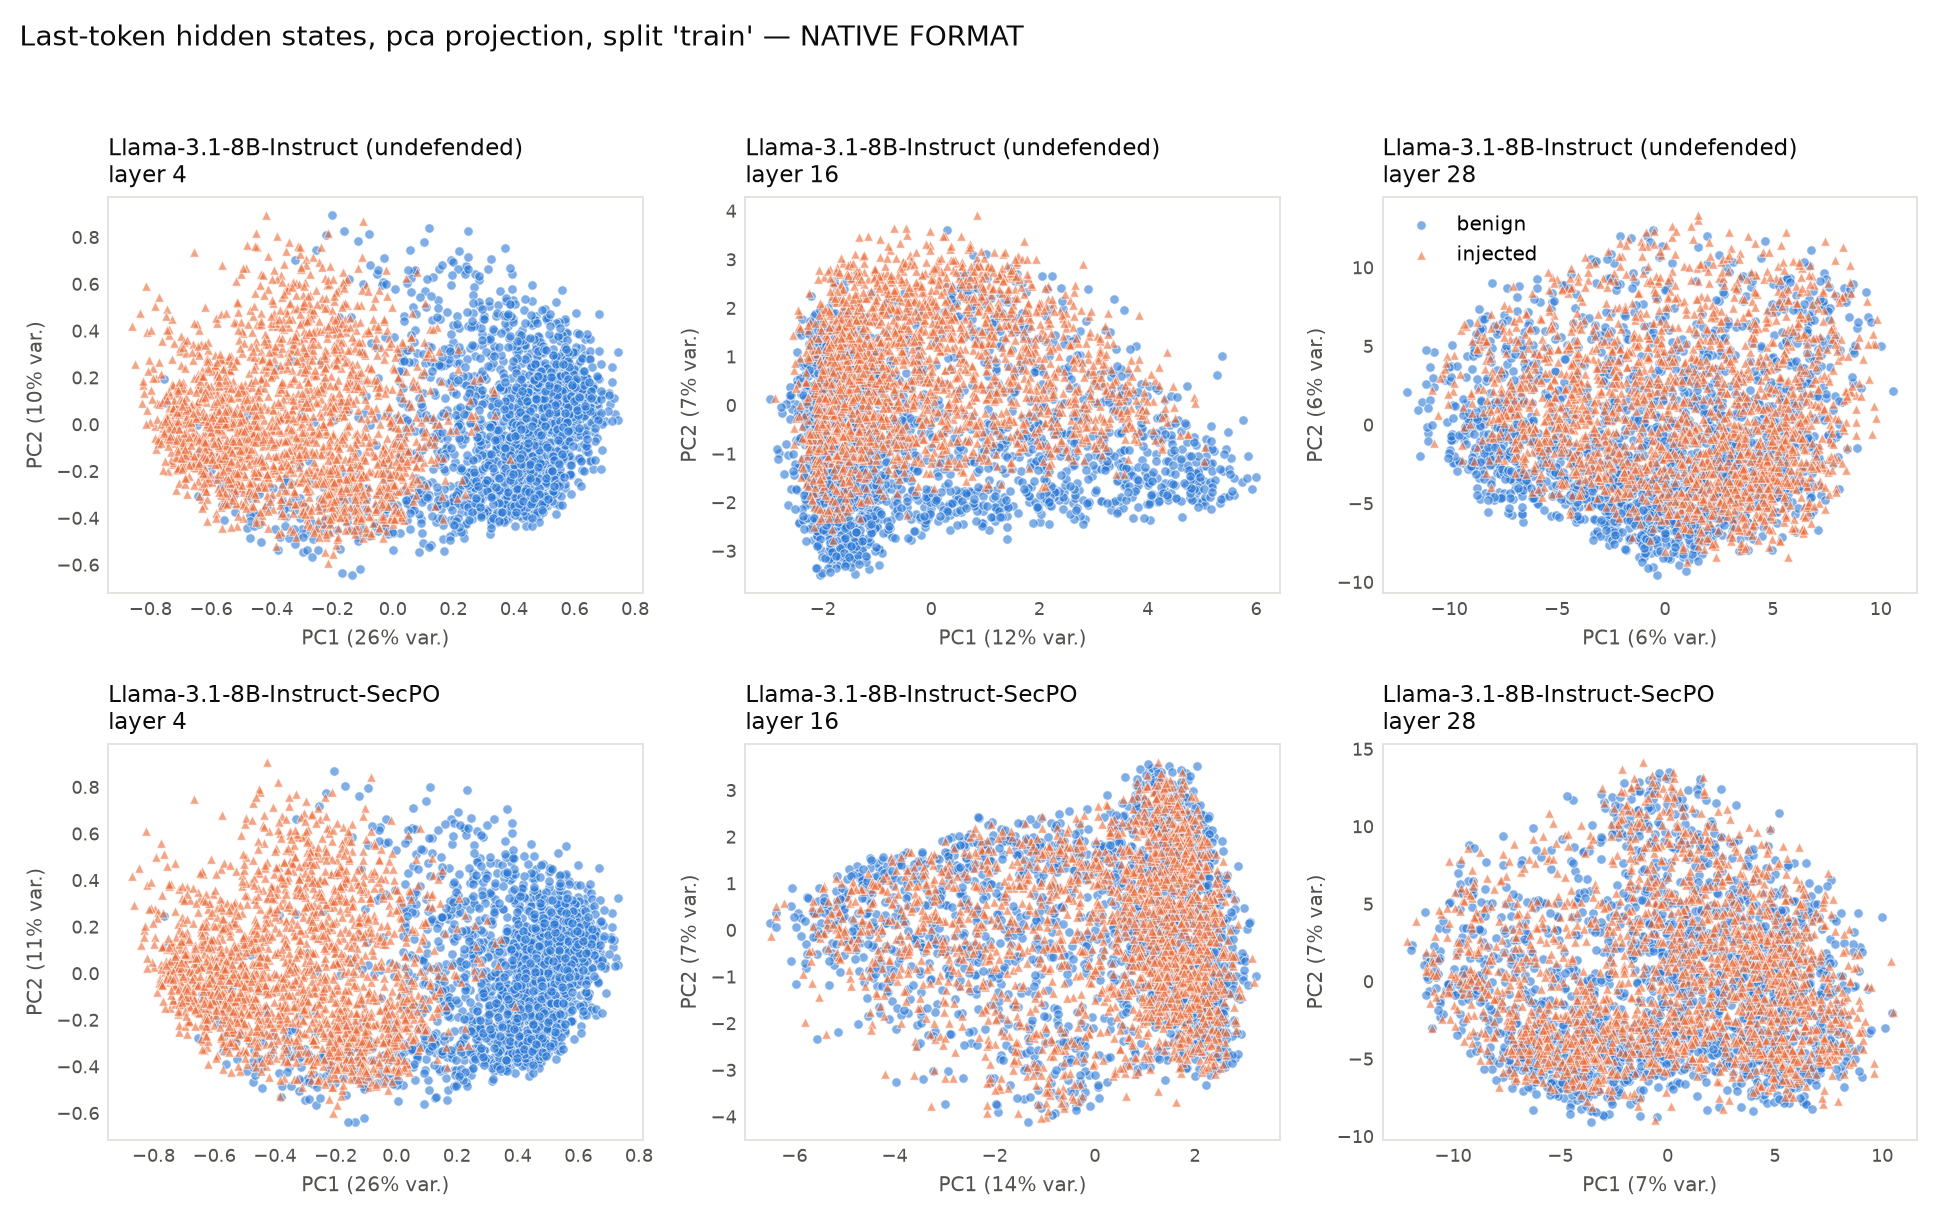 Last-token hidden states, pca projection, split 'train' — NATIVE FORMAT
Llama-3.1-8B-Instruct (undefended)
layer 4
0.8
0.6
0.4
0.2
0.0
−0.2
−0.4
−0.6
PC2 (10% var.)
−0.8 −0.6 −0.4 −0.2 0.0 0.2 0.4 0.6 0.8
PC1 (26% var.)
Llama-3.1-8B-Instruct (undefended)
layer 16
4
3
2
1
0
−1
−2
−3
PC2 (7% var.)
−2 0 2 4 6
PC1 (12% var.)
Llama-3.1-8B-Instruct (undefended)
layer 28
benign
injected
10
5
0
−5
−10
PC2 (6% var.)
−10 −5 0 5 10
PC1 (6% var.)
Llama-3.1-8B-Instruct-SecPO
layer 4
0.8
0.6
0.4
0.2
0.0
−0.2
−0.4
−0.6
PC2 (11% var.)
−0.8 −0.6 −0.4 −0.2 0.0 0.2 0.4 0.6 0.8
PC1 (26% var.)
Llama-3.1-8B-Instruct-SecPO
layer 16
3
2
1
0
−1
−2
−3
−4
PC2 (7% var.)
−6 −4 −2 0 2
PC1 (14% var.)
Llama-3.1-8B-Instruct-SecPO
layer 28
15
10
5
0
−5
−10
PC2 (7% var.)
−10 −5 0 5 10
PC1 (7% var.)